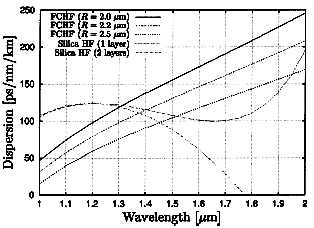 250
200
150
100
50
0
Dispersion [ps/nm/km]
FCHF (R = 2.0 μm)
FCHF (R = 2.2 μm)
FCHF (R = 2.5 μm)
Silica HF (1 layer)
Silica HF (2 layers)
1 1.1 1.2 1.3 1.4 1.5 1.6 1.7 1.8 1.9 2
Wavelength [μm]